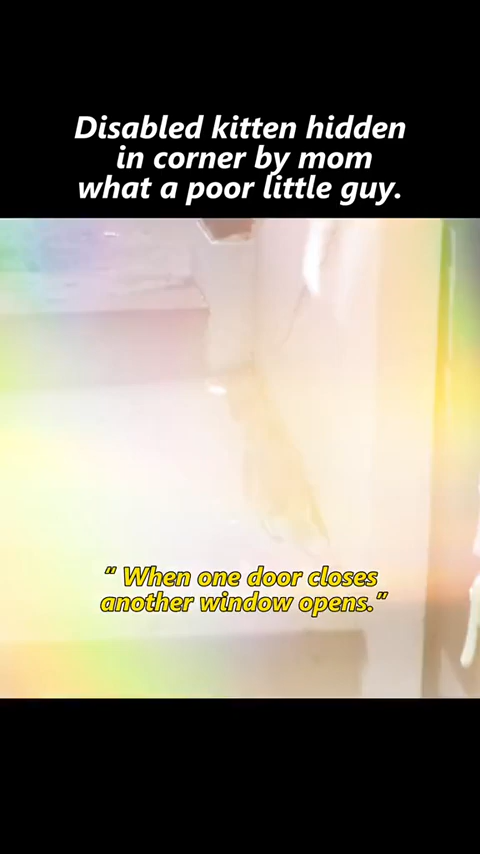 Disabled kitten hidden
in corner by mom
what a poor little guy.
“ When one door closes
another window opens.”